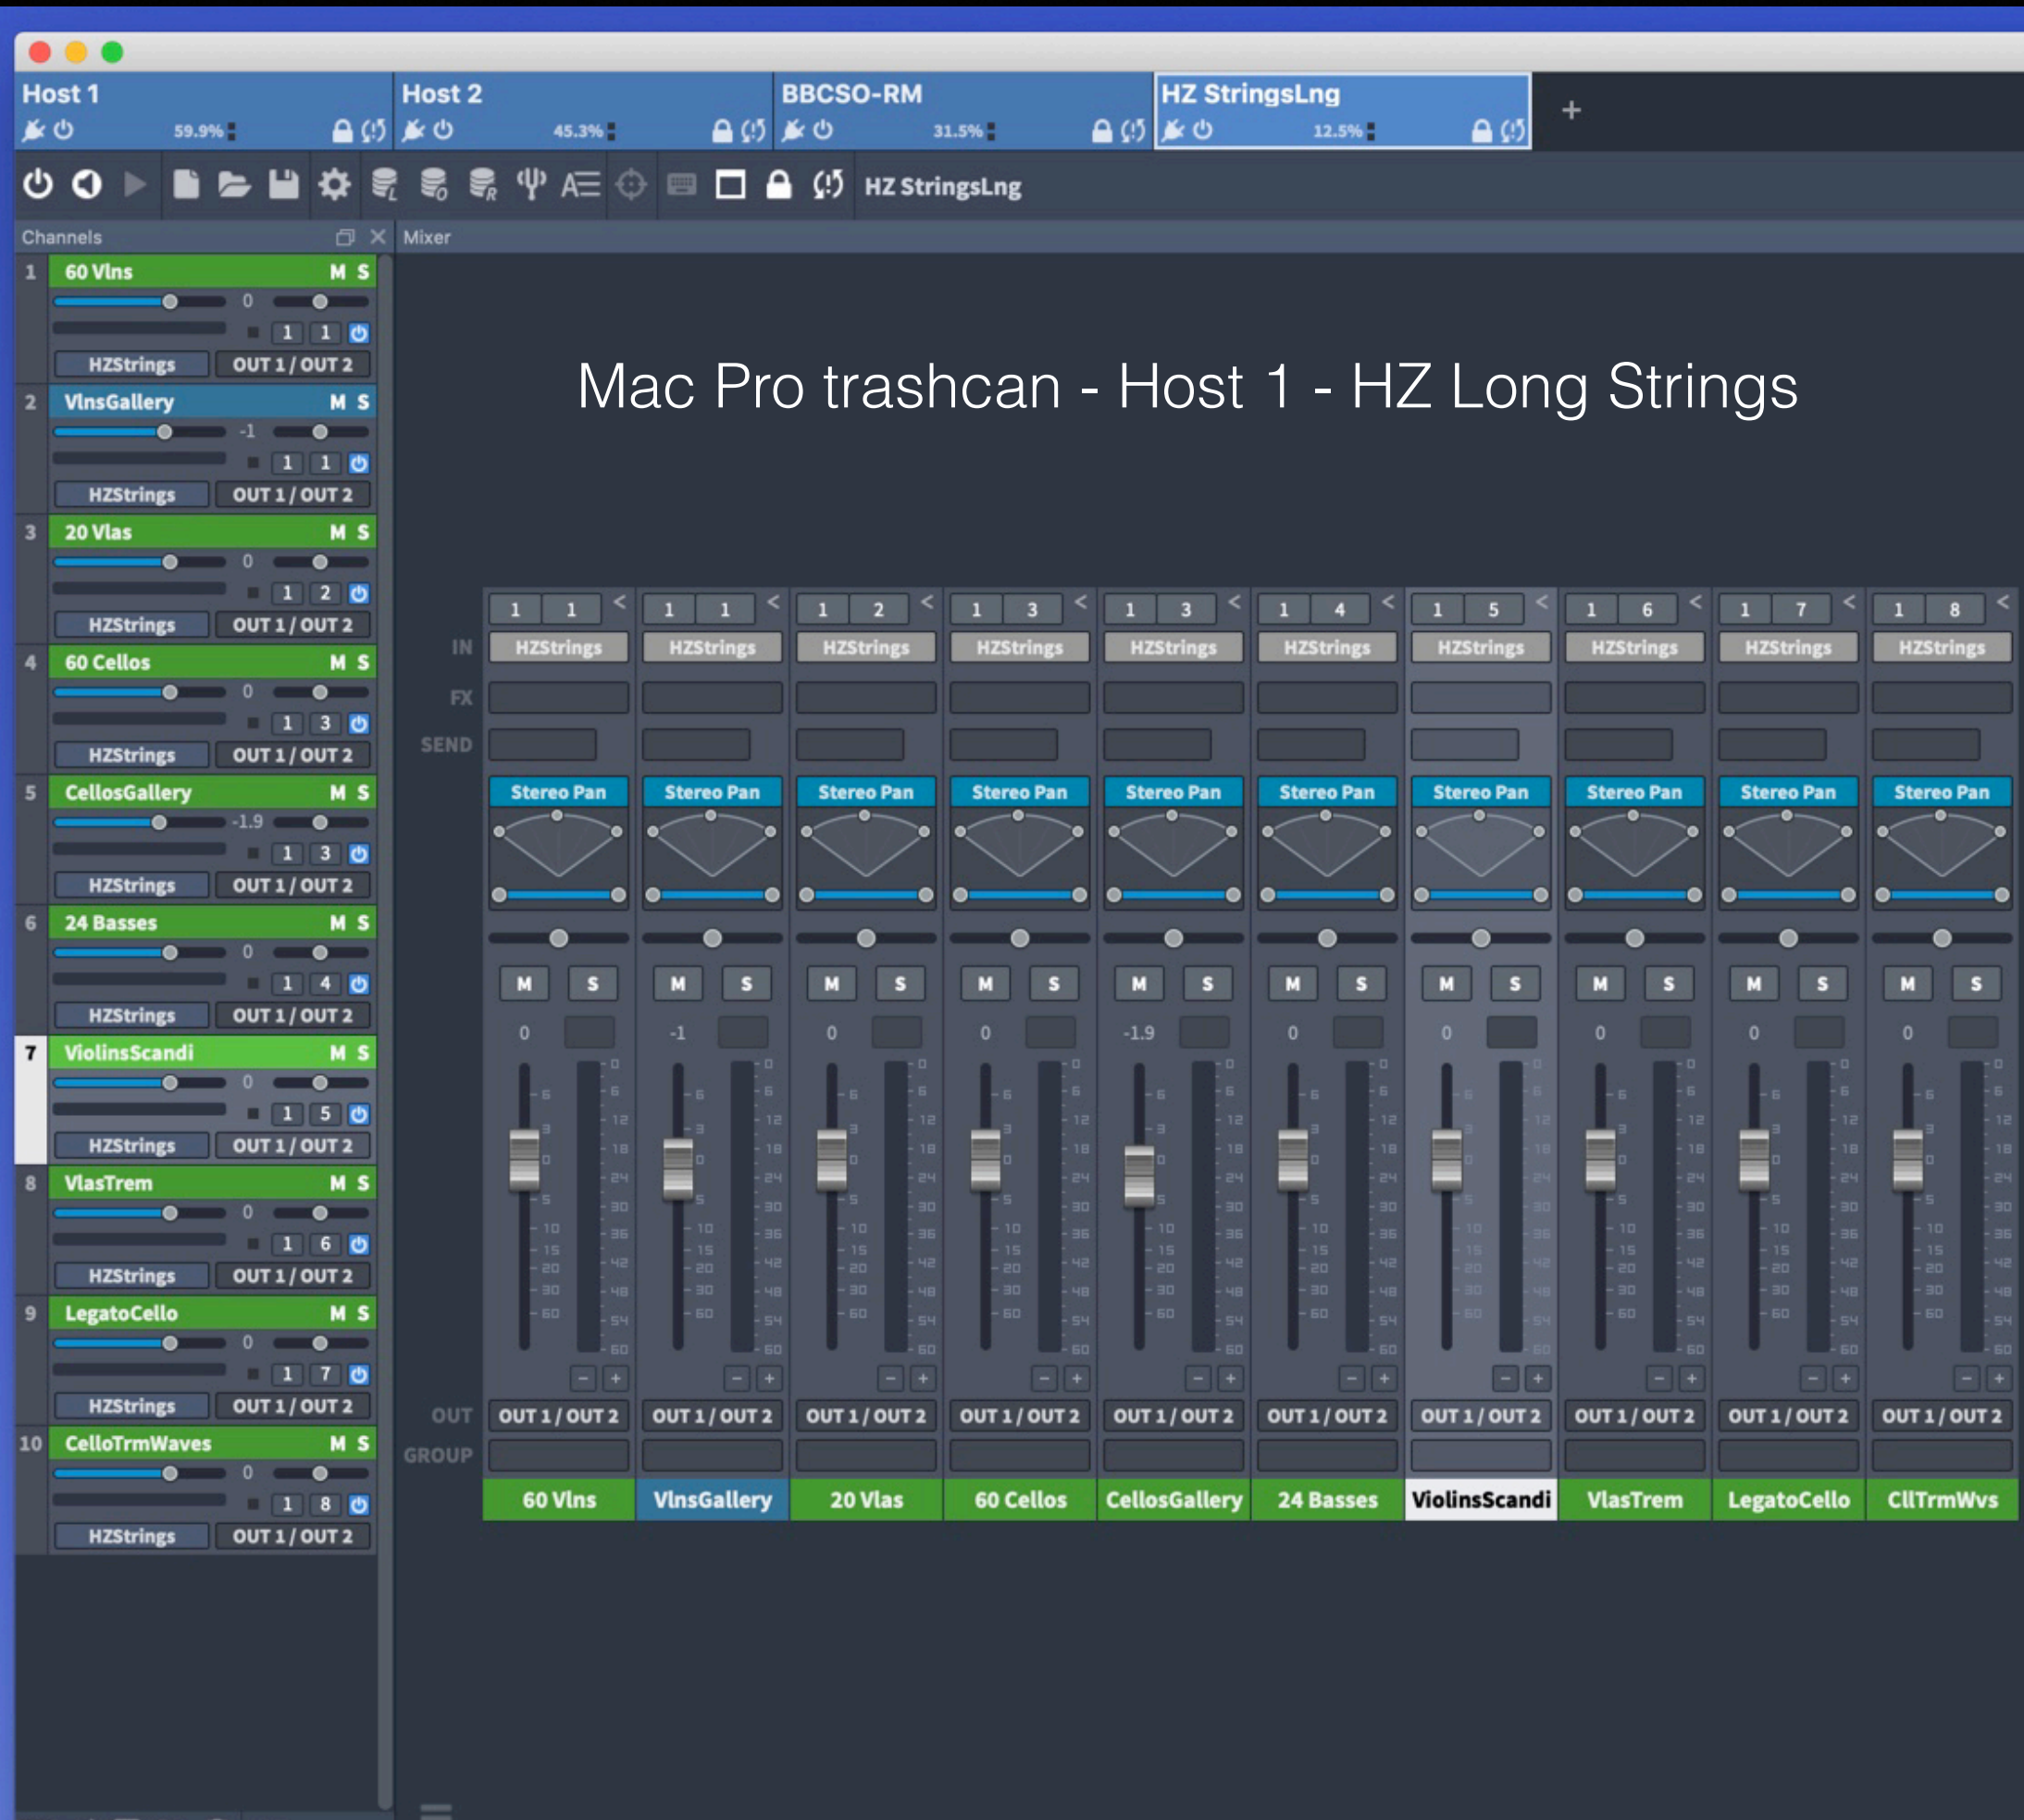 Host 1
Host 2
BBCSO-RM
HZ StringsLng
+
59.9%
45.3%
31.5%
12.5%
HZ StringsLng
Channels
Mixer
1 60 Vlns M S
0
1 1
HZStrings OUT 1 / OUT 2
2 VlnsGallery M S
-1
1 1
HZStrings OUT 1 / OUT 2
3 20 Vlas M S
0
1 2
HZStrings OUT 1 / OUT 2
4 60 Cellos M S
0
1 3
HZStrings OUT 1 / OUT 2
5 CellosGallery M S
-1.9
1 3
HZStrings OUT 1 / OUT 2
6 24 Basses M S
0
1 4
HZStrings OUT 1 / OUT 2
7 ViolinsScandi M S
0
1 5
HZStrings OUT 1 / OUT 2
8 VlasTrem M S
0
1 6
HZStrings OUT 1 / OUT 2
9 LegatoCello M S
0
1 7
HZStrings OUT 1 / OUT 2
10 CelloTrmWaves M S
0
1 8
HZStrings OUT 1 / OUT 2
Mac Pro trashcan - Host 1 - HZ Long Strings
1 1 < 1 1 < 1 2 < 1 3 < 1 3 < 1 4 < 1 5 < 1 6 < 1 7 < 1 8 <
IN HZStrings HZStrings HZStrings HZStrings HZStrings HZStrings HZStrings HZStrings HZStrings HZStrings
FX
SEND
Stereo Pan Stereo Pan Stereo Pan Stereo Pan Stereo Pan Stereo Pan Stereo Pan Stereo Pan Stereo Pan Stereo Pan
M S M S M S M S M S M S M S M S M S M S
0 -1 0 0 -1.9 0 0 0 0 0
OUT OUT 1 / OUT 2 OUT 1 / OUT 2 OUT 1 / OUT 2 OUT 1 / OUT 2 OUT 1 / OUT 2 OUT 1 / OUT 2 OUT 1 / OUT 2 OUT 1 / OUT 2 OUT 1 / OUT 2 OUT 1 / OUT 2
GROUP
60 Vlns VlnsGallery 20 Vlas 60 Cellos CellosGallery 24 Basses ViolinsScandi VlasTrem LegatoCello CllTrmWvs